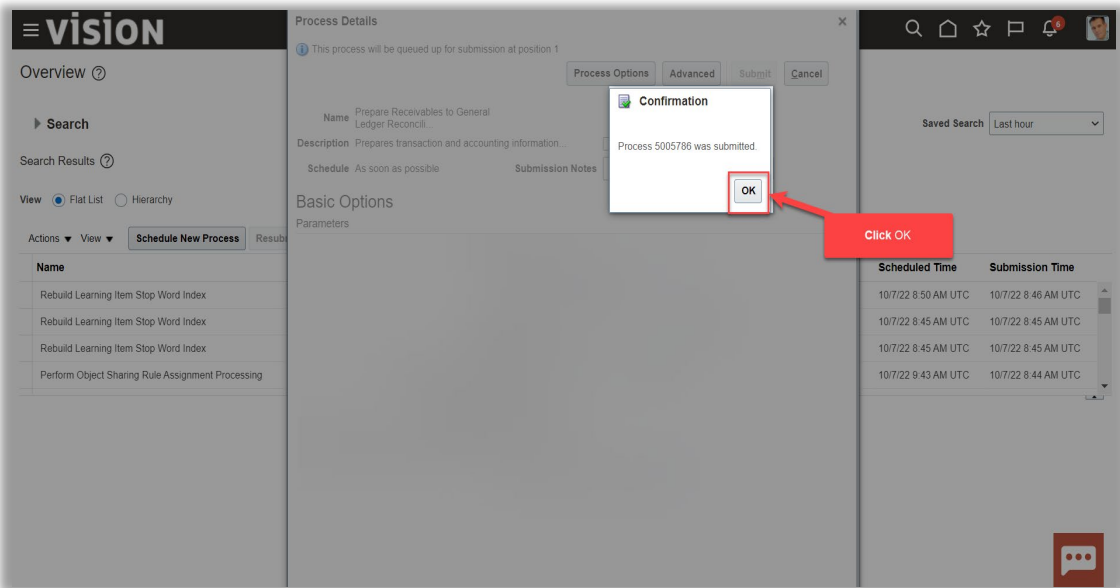 vision
6
Overview
Search
Saved Search Last hour
Search Results
View Flat List Hierarchy
Actions View Schedule New Process
Name
Scheduled Time Submission Time
Rebuild Learning Item Stop Word Index
10/7/22 8:50 AM UTC 10/7/22 8:46 AM UTC
Rebuild Learning Item Stop Word Index
10/7/22 8:45 AM UTC 10/7/22 8:45 AM UTC
Rebuild Learning Item Stop Word Index
10/7/22 8:45 AM UTC 10/7/22 8:45 AM UTC
Perform Object Sharing Rule Assignment Processing
10/7/22 9:43 AM UTC 10/7/22 8:44 AM UTC
Process Details
This process will be queued up for submission at position 1
Process Options Advanced Submit Cancel
Name Prepare Receivables to General
Ledger Reconcili...
Description Prepares transaction and accounting information...
Schedule As soon as possible Submission Notes
Basic Options
Parameters
Confirmation
Process 5005786 was submitted.
OK
Click OK